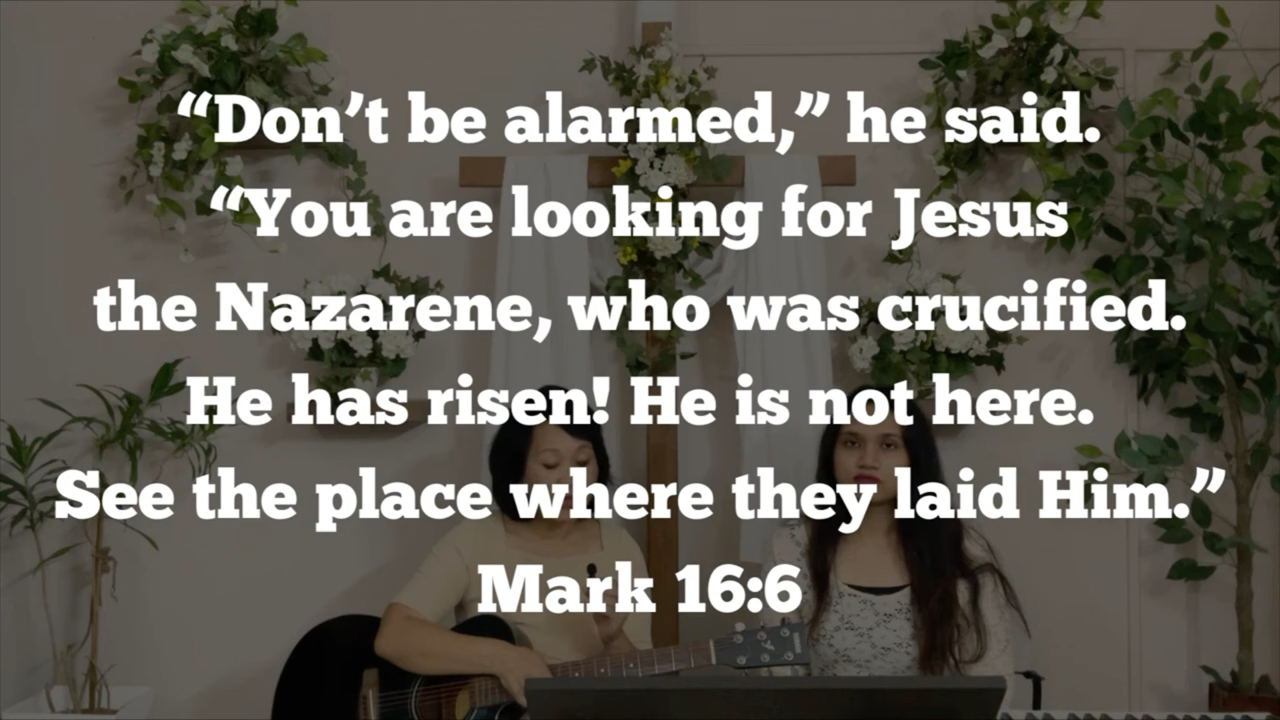 “Don’t be alarmed,” he said.
“You are looking for Jesus
the Nazarene, who was crucified.
He has risen! He is not here.
See the place where they laid Him.”
Mark 16:6